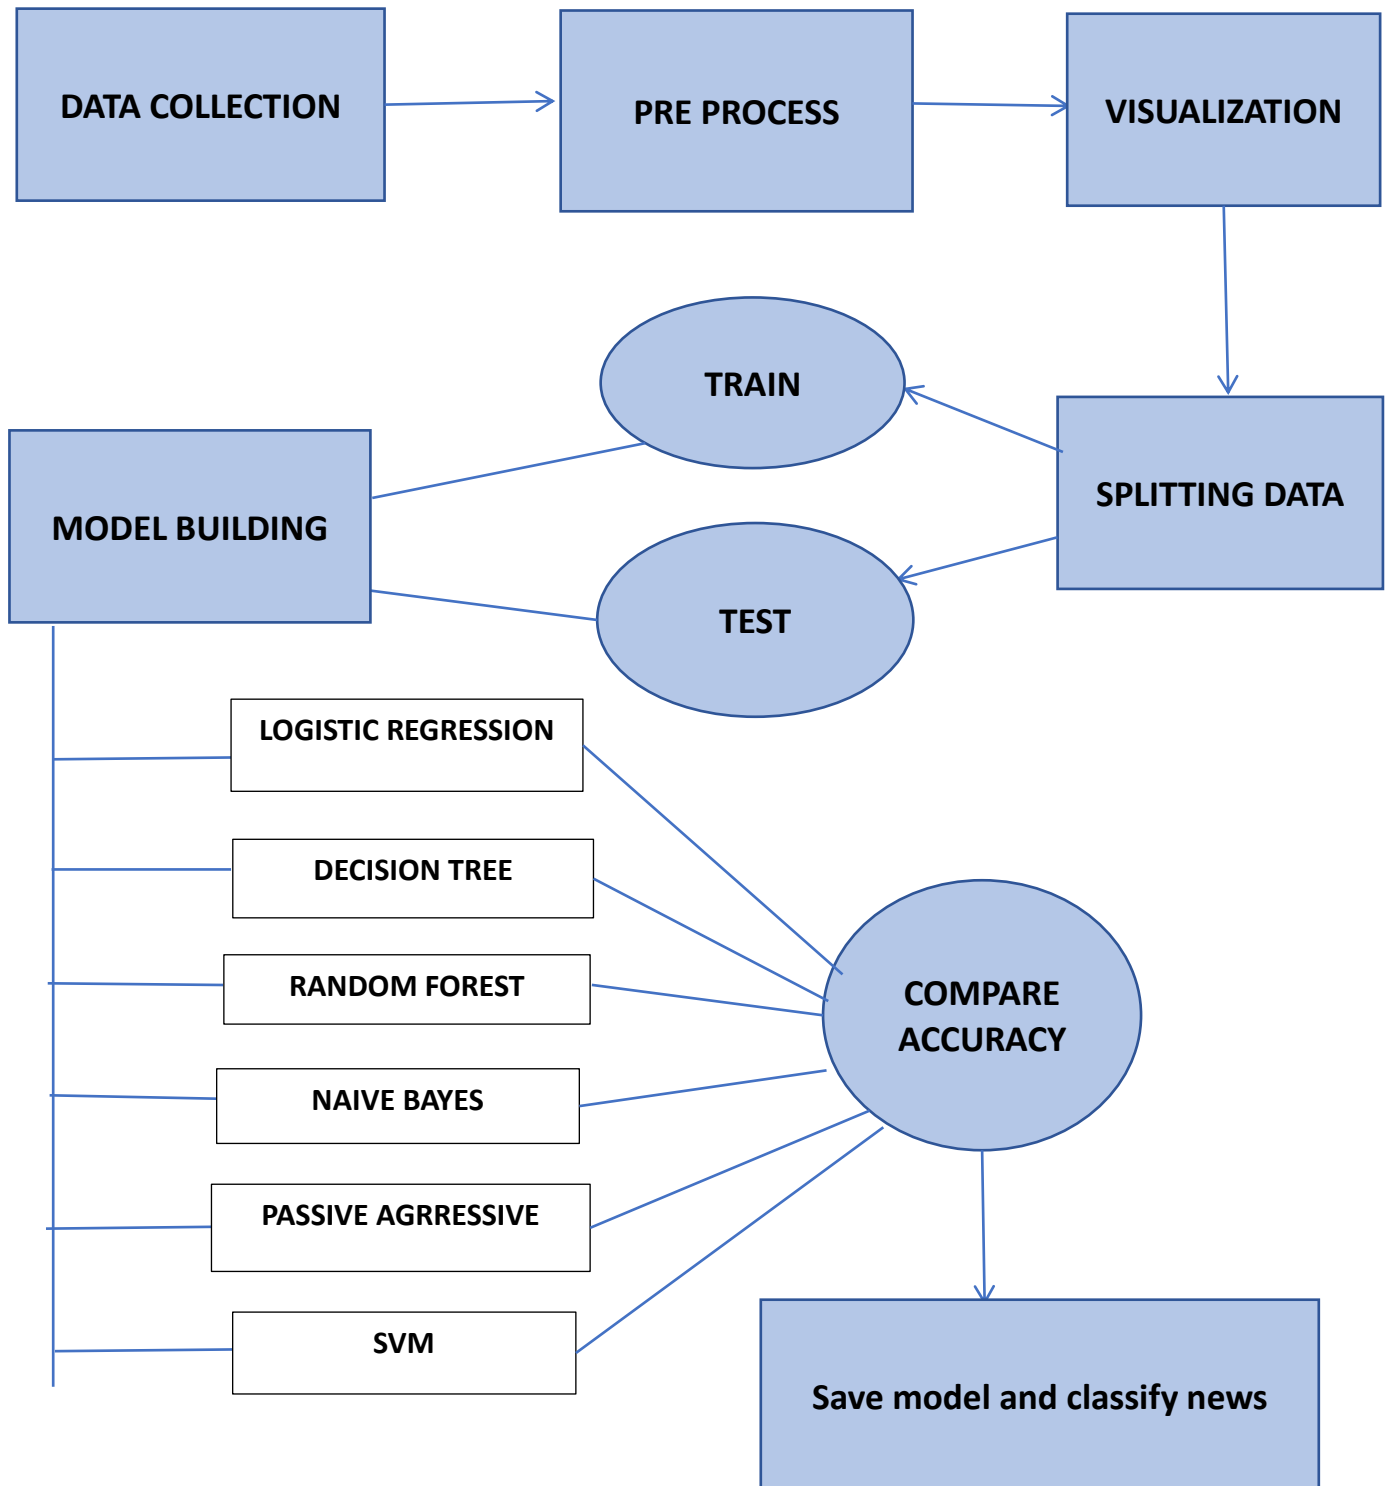 DATA COLLECTION
PRE PROCESS
VISUALIZATION
TRAIN
SPLITTING DATA
MODEL BUILDING
TEST
LOGISTIC REGRESSION
DECISION TREE
RANDOM FOREST
COMPARE
ACCURACY
NAIVE BAYES
PASSIVE AGRRESSIVE
SVM
Save model and classify news